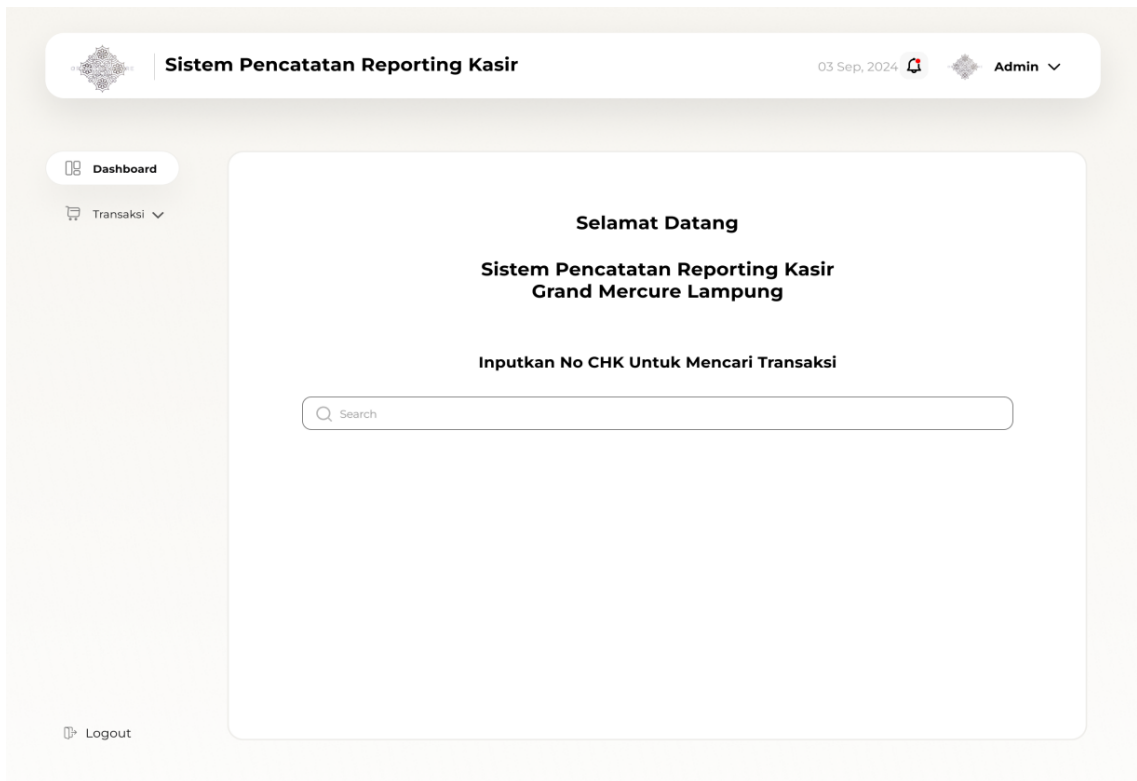 Sistem Pencatatan Reporting Kasir
03 Sep, 2024
Admin
Dashboard
Transaksi
Selamat Datang
Sistem Pencatatan Reporting Kasir
Grand Mercure Lampung
Inputkan No CHK Untuk Mencari Transaksi
Search
Logout